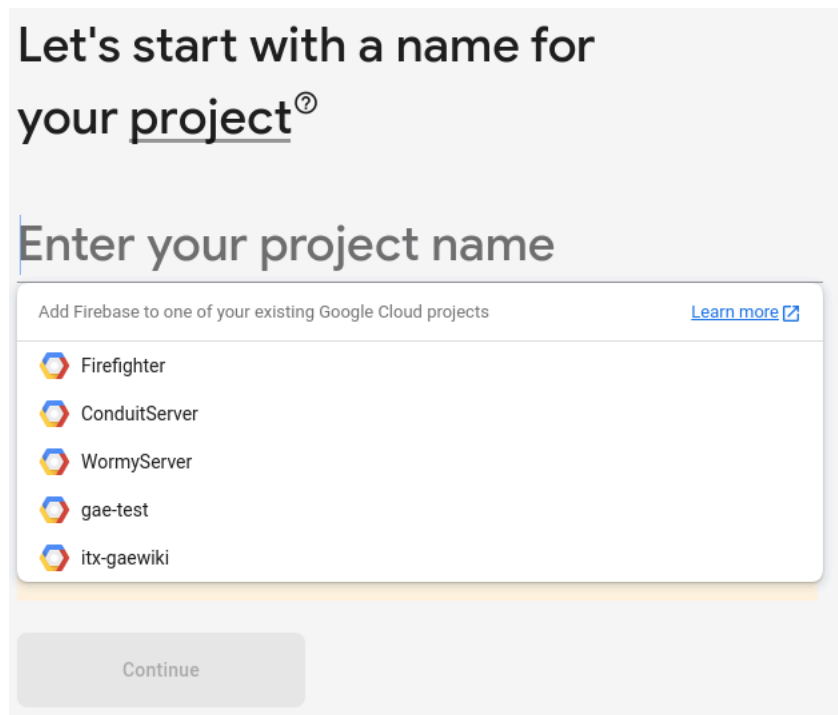 Let's start with a name for
your project
Enter your project name
Add Firebase to one of your existing Google Cloud projects Learn more
Firefighter
ConduitServer
WormyServer
gae-test
itx-gaewiki
Continue